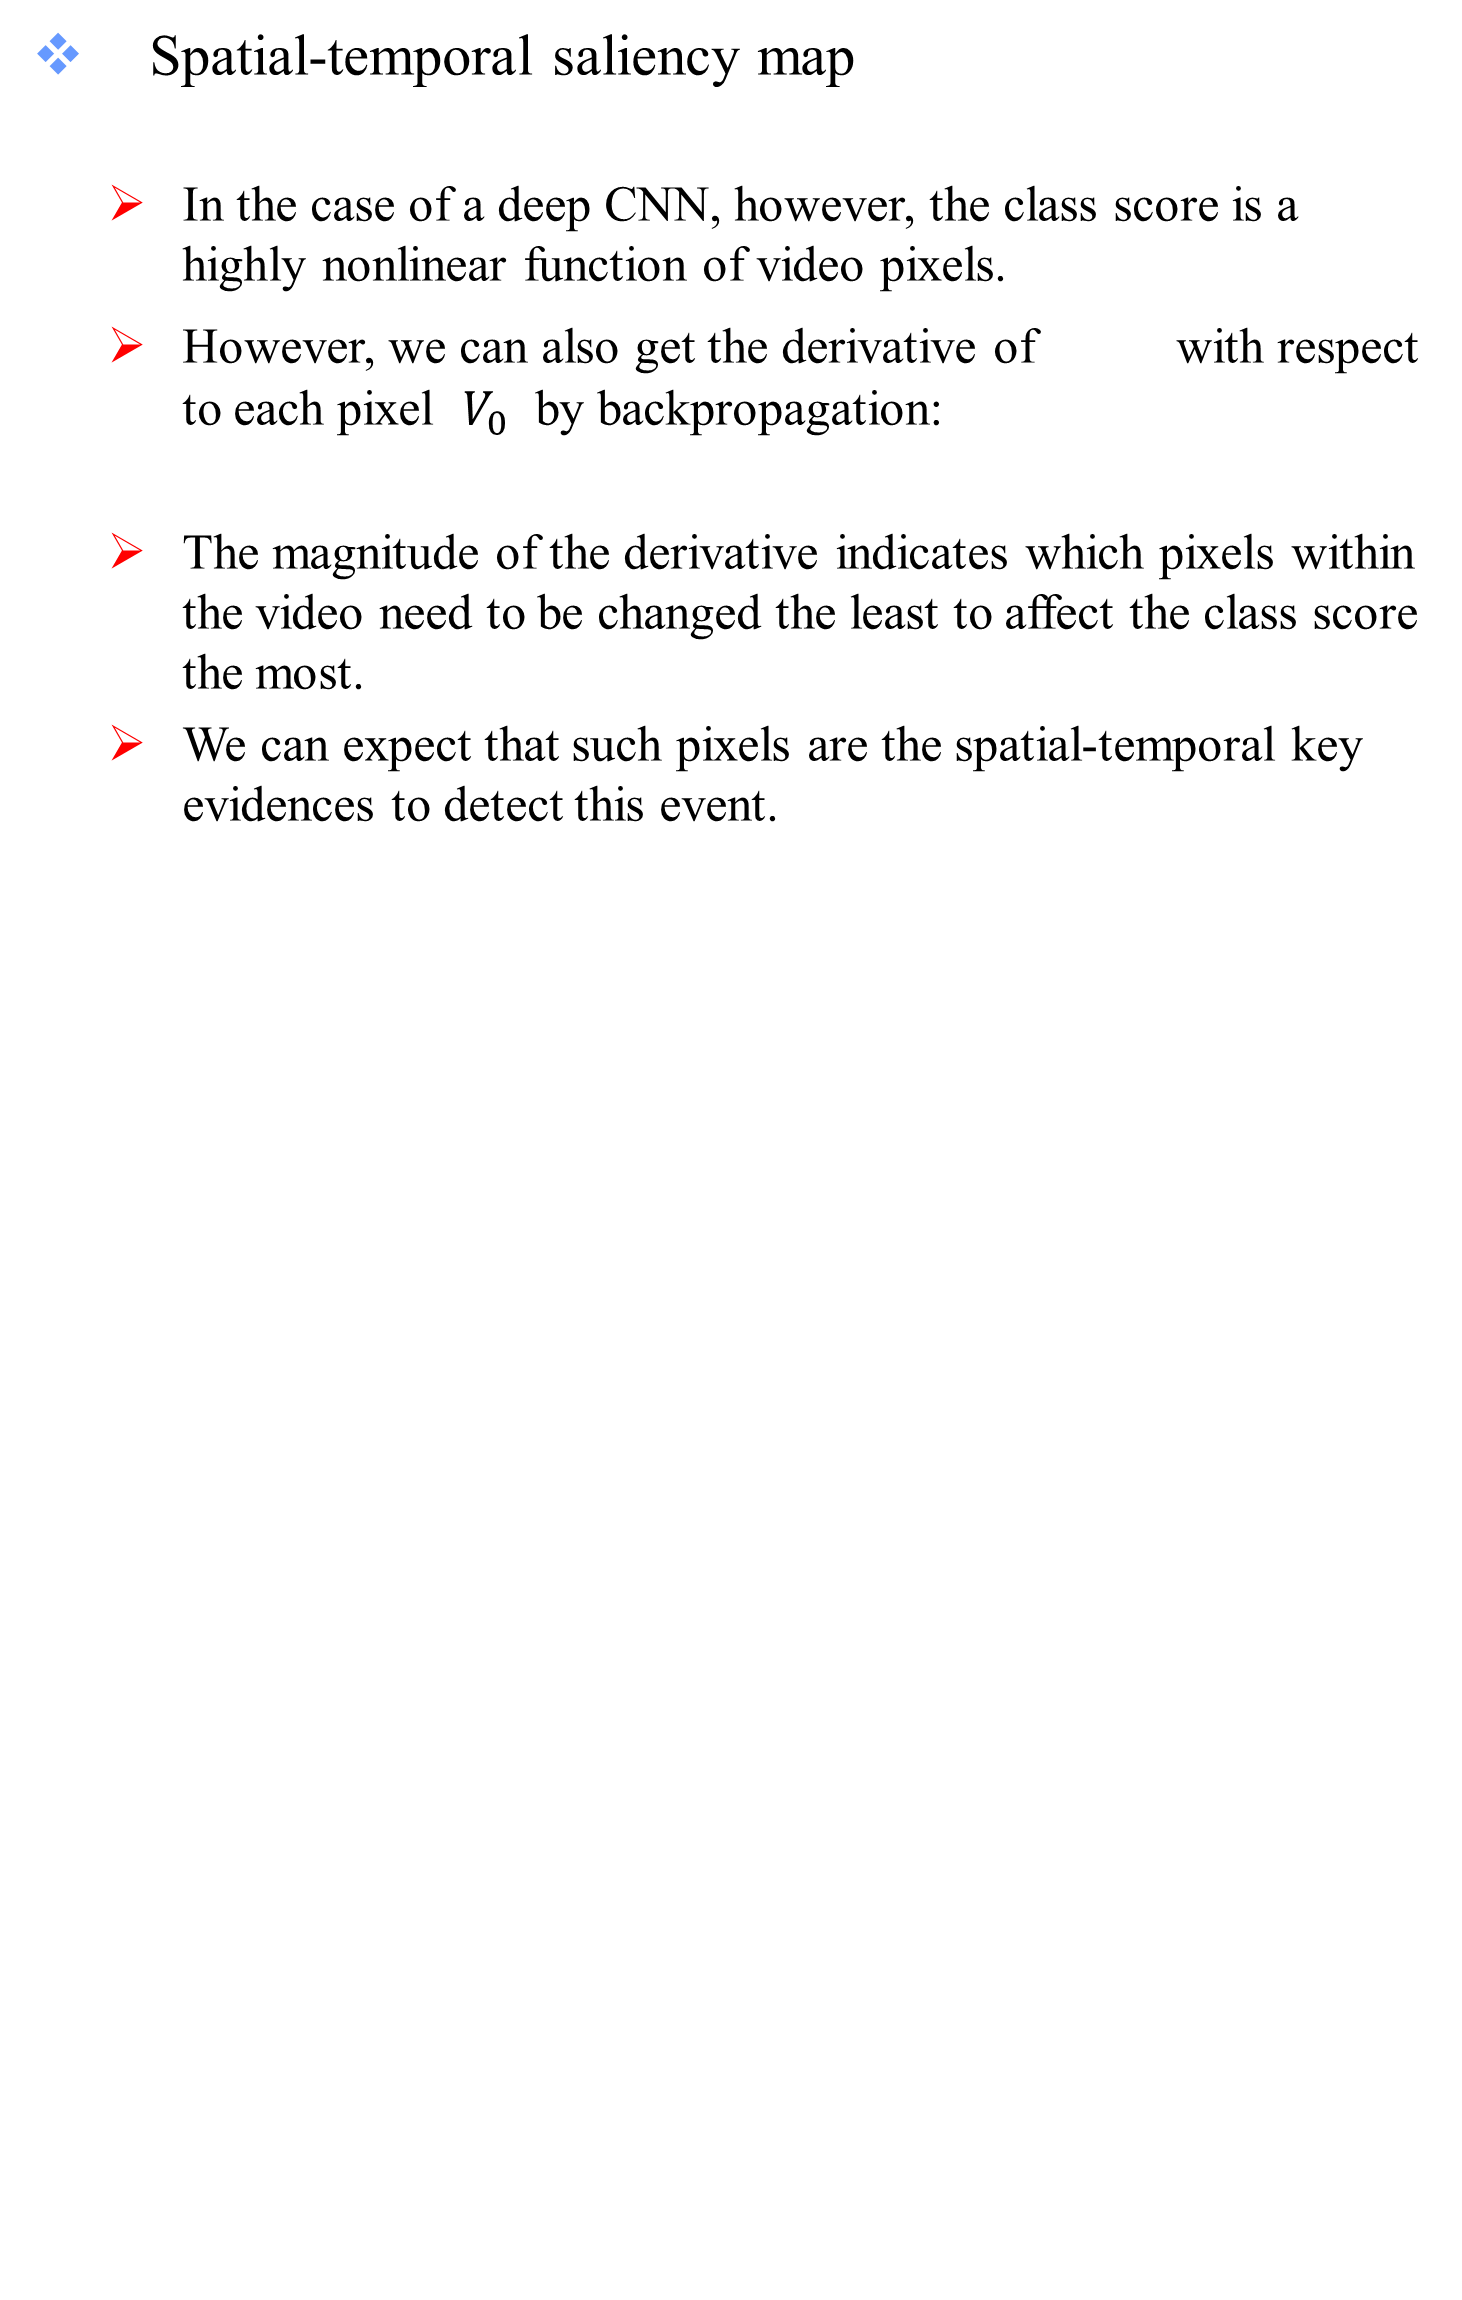 Spatial-temporal saliency map
In the case of a deep CNN, however, the class score is a
highly nonlinear function of video pixels.
However, we can also get the derivative of with respect
to each pixel V₀ by backpropagation:
The magnitude of the derivative indicates which pixels within
the video need to be changed the least to affect the class score
the most.
We can expect that such pixels are the spatial-temporal key
evidences to detect this event.